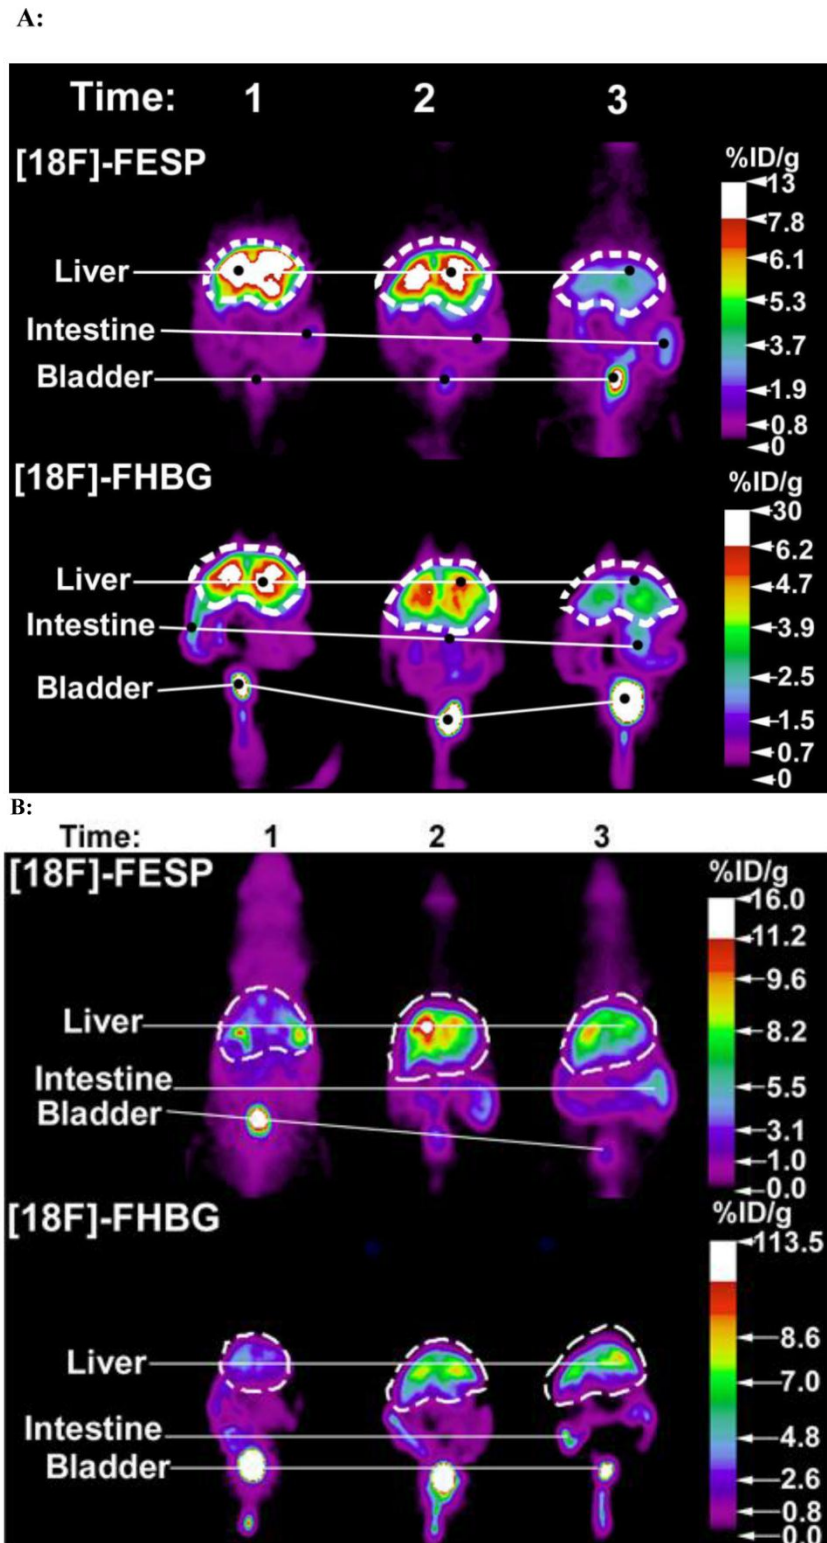 A:
Time: 1 2 3
[18F]-FESP
%ID/g
13
7.8
Liver
6.1
5.3
Intestine
3.7
Bladder
1.9
0.8
0
[18F]-FHBG
%ID/g
30
6.2
Liver
4.7
Intestine
3.9
2.5
Bladder
1.5
0.7
0
B:
Time: 1 2 3
[18F]-FESP
%ID/g
16.0
11.2
9.6
Liver
8.2
Intestine
5.5
Bladder
3.1
1.0
0.0
[18F]-FHBG
%ID/g
113.5
8.6
Liver
7.0
Intestine
4.8
Bladder
2.6
0.8
0.0